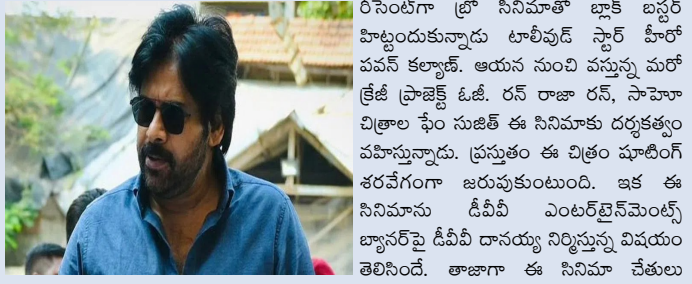 రీసెంట్‌గా బ్రో సినిమాతో బ్లాక్ బస్టర్
హిట్టందుకున్నాడు టాలీవుడ్ స్టార్ హీరో
పవన్ కల్యాణ్. ఆయన నుంచి వస్తున్న మరో
క్రేజీ ప్రాజెక్ట్ ఓజీ. రన్ రాజా రన్, సాహో
చిత్రాల ఫేం సుజిత్ ఈ సినిమాకు దర్శకత్వం
వహిస్తున్నాడు. ప్రస్తుతం ఈ చిత్రం షూటింగ్
శరవేగంగా జరుపుకుంటుంది. ఇక ఈ
సినిమాను డీవీవీ ఎంటర్‌టైన్‌మెంట్స్
బ్యానర్‌పై డీవీవీ దానయ్య నిర్మిస్తున్న విషయం
తెలిసిందే. తాజాగా ఈ సినిమా చేతులు